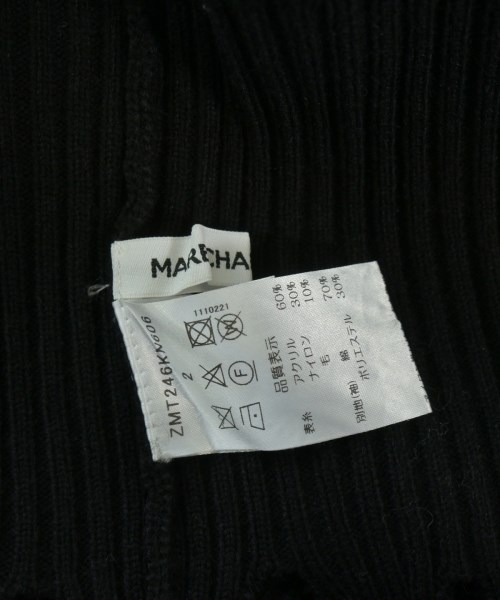 MARECHA
ZMT246KN606
2
1110221
F
品質表示
表糸 アクリル 60%
ナイロン 30%
毛 10%
別地(袖) 綿 70%
ポリエステル 30%